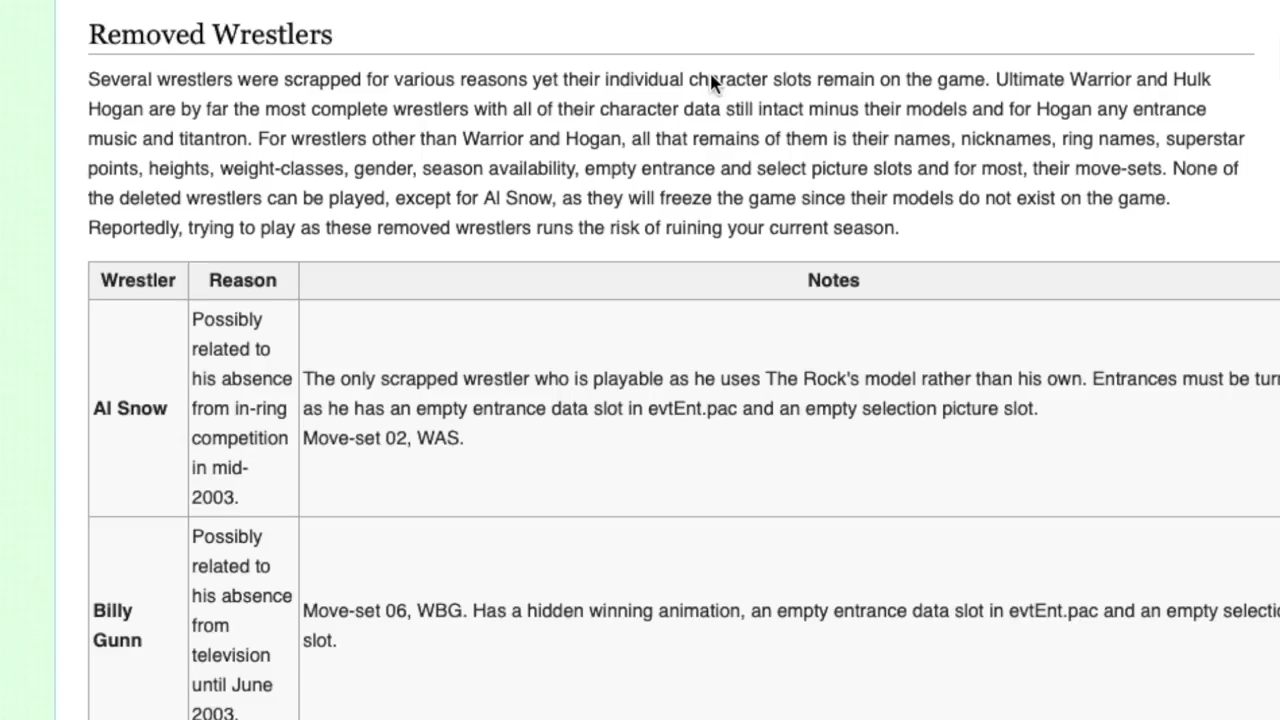 Removed Wrestlers
Several wrestlers were scrapped for various reasons yet their individual character slots remain on the game. Ultimate Warrior and Hulk
Hogan are by far the most complete wrestlers with all of their character data still intact minus their models and for Hogan any entrance
music and titantron. For wrestlers other than Warrior and Hogan, all that remains of them is their names, nicknames, ring names, superstar
points, heights, weight-classes, gender, season availability, empty entrance and select picture slots and for most, their move-sets. None of
the deleted wrestlers can be played, except for Al Snow, as they will freeze the game since their models do not exist on the game.
Reportedly, trying to play as these removed wrestlers runs the risk of ruining your current season.
Wrestler Reason Notes
Al Snow
Possibly
related to
his absence
from in-ring
competition
in mid-
2003.
The only scrapped wrestler who is playable as he uses The Rock's model rather than his own. Entrances must be
as he has an empty entrance data slot in evtEnt.pac and an empty selection picture slot.
Move-set 02, WAS.
Billy
Gunn
Possibly
related to
his absence
from
television
until June
2003.
Move-set 06, WBG. Has a hidden winning animation, an empty entrance data slot in evtEnt.pac and an empty
slot.